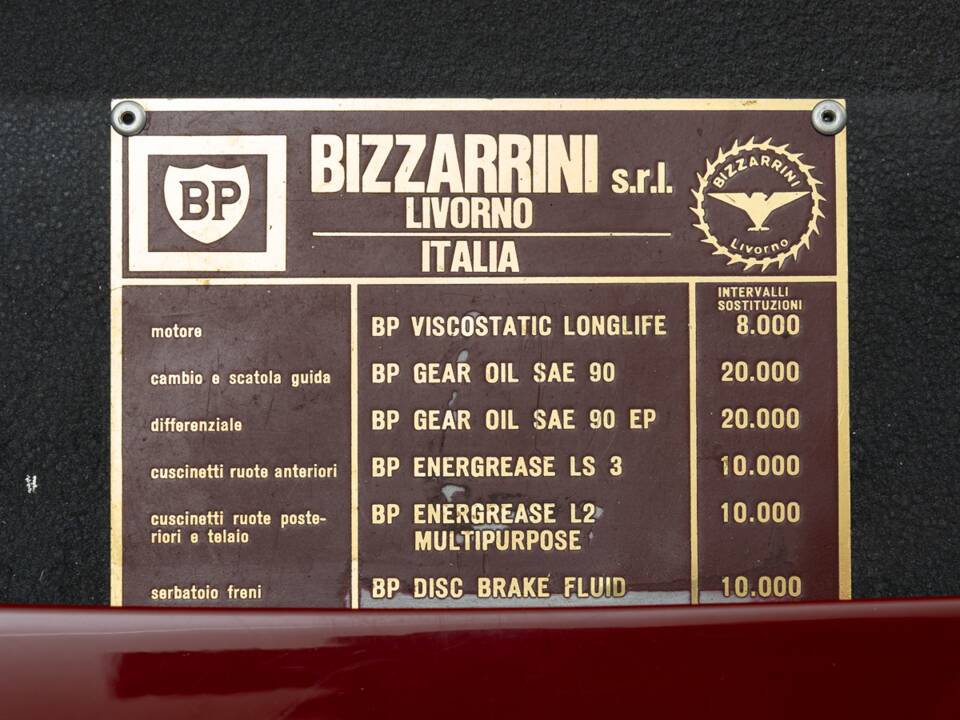 BP
BIZZARRINI s.r.l.
LIVORNO
ITALIA
BIZZARRINI
Livorno
INTERVALLI
SOSTITUZIONI
motore BP VISCOSTATIC LONGLIFE 8.000
cambio e scatola guida BP GEAR OIL SAE 90 20.000
differenziale BP GEAR OIL SAE 90 EP 20.000
cuscinetti ruote anteriori BP ENERGREASE LS 3 10.000
cuscinetti ruote poste- BP ENERGREASE L2 10.000
riori e telaio MULTIPURPOSE
serbatoio freni BP DISC BRAKE FLUID 10.000